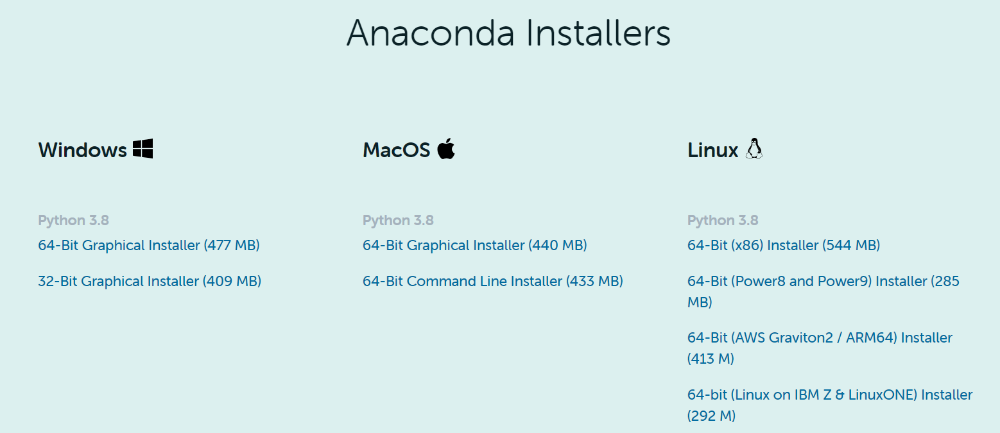 Anaconda Installers
Windows
Python 3.8
64-Bit Graphical Installer (477 MB)
32-Bit Graphical Installer (409 MB)
MacOS
Python 3.8
64-Bit Graphical Installer (440 MB)
64-Bit Command Line Installer (433 MB)
Linux
Python 3.8
64-Bit (x86) Installer (544 MB)
64-Bit (Power8 and Power9) Installer (285
MB)
64-Bit (AWS Graviton2 / ARM64) Installer
(413 M)
64-bit (Linux on IBM Z & LinuxONE) Installer
(292 M)